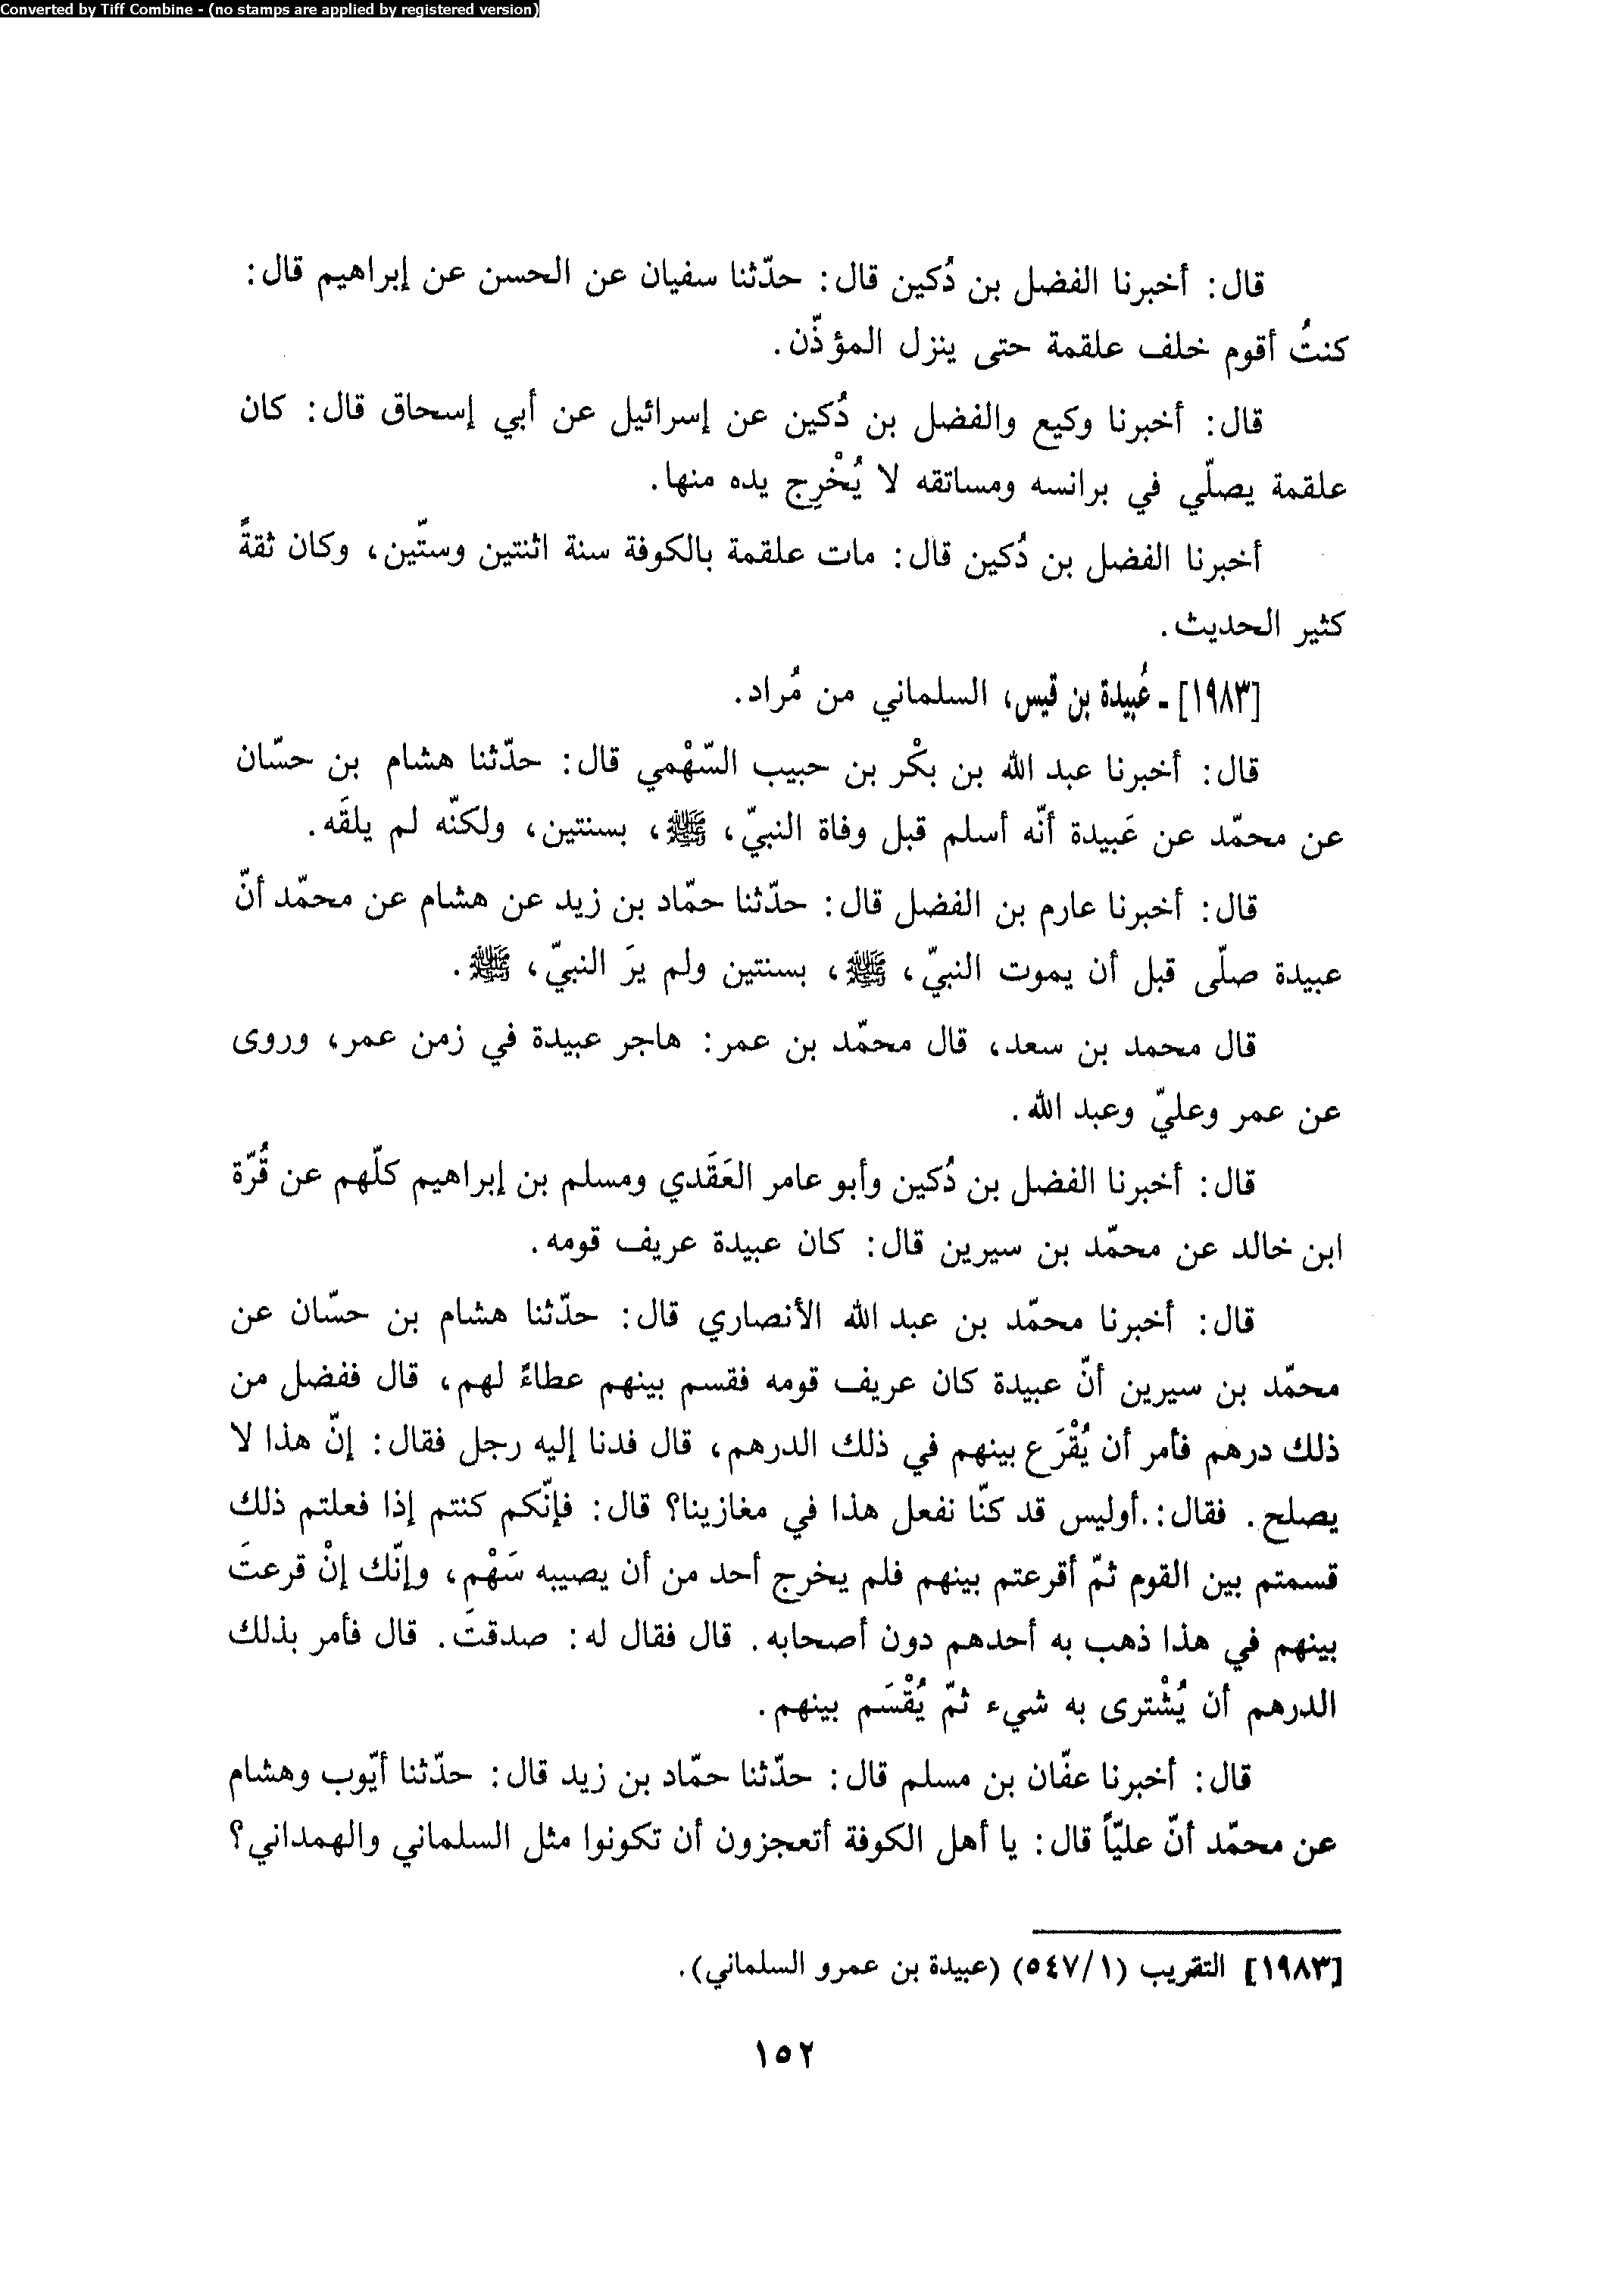 Converted by Tiff Combine - (no stamps are applied by registered version)
قال: أخبرنا الفضل بن دُكين قال: حدّثنا سفيان عن الحسن عن إبراهيم قال:
كنتُ أقوم خلف علقمة حتى ينزل المؤذّن.
قال: أخبرنا وكيع والفضل بن دُكين عن إسرائيل عن أبي إسحاق قال: كان
علقمة يصلّي في برانسه ومساتقه لا يُخْرِج يده منها.
أخبرنا الفضل بن دُكين قال: مات علقمة بالكوفة سنة اثنتين وستّين، وكان ثقةً
كثير الحديث.
[١٩٨٣] ـ عُبيدة بن قيس، السلماني من مُراد.
قال: أخبرنا عبد الله بن بكْر بن حبيب السّهْمي قال: حدّثنا هشام بن حسّان
عن محمّد عن عَبيدة أنّه أسلم قبل وفاة النبيّ، ﷺ، بسنتين، ولكنّه لم يلقَه.
قال: أخبرنا عارم بن الفضل قال: حدّثنا حمّاد بن زيد عن هشام عن محمّد أنّ
عبيدة صلّى قبل أن يموت النبيّ، ﷺ، بسنتين ولم يرَ النبيّ، ﷺ.
قال محمد بن سعد، قال محمّد بن عمر: هاجر عبيدة في زمن عمر، وروى
عن عمر وعليّ وعبد الله.
قال: أخبرنا الفضل بن دُكين وأبو عامر العَقَدي ومسلم بن إبراهيم كلّهم عن قُرّة
ابن خالد عن محمّد بن سيرين قال: كان عبيدة عريف قومه.
قال: أخبرنا محمّد بن عبد الله الأنصاري قال: حدّثنا هشام بن حسّان عن
محمّد بن سيرين أنّ عبيدة كان عريف قومه فقسم بينهم عطاءً لهم، قال ففضل من
ذلك درهم فأمر أن يُقْرَع بينهم في ذلك الدرهم، قال فدنا إليه رجل فقال: إنّ هذا لا
يصلح. فقال:.أوليس قد كنّا نفعل هذا في مغازينا؟ قال: فإنّكم كنتم إذا فعلتم ذلك
قسمتم بين القوم ثمّ أقرعتم بينهم فلم يخرج أحد من أن يصيبه سَهْم، وإنّك إنْ قرعتَ
بينهم في هذا ذهب به أحدهم دون أصحابه. قال فقال له: صدقتَ. قال فأمر بذلك
الدرهم أن يُشْترى به شيء ثمّ يُقْسَم بينهم.
قال: أخبرنا عفّان بن مسلم قال: حدّثنا حمّاد بن زيد قال: حدّثنا أيّوب وهشام
عن محمّد أنّ عليّاً قال: يا أهل الكوفة أتعجزون أن تكونوا مثل السلماني والهمداني؟
[١٩٨٣] التقريب (٥٤٧/١) (عبيدة بن عمرو السلماني).
١٥٢